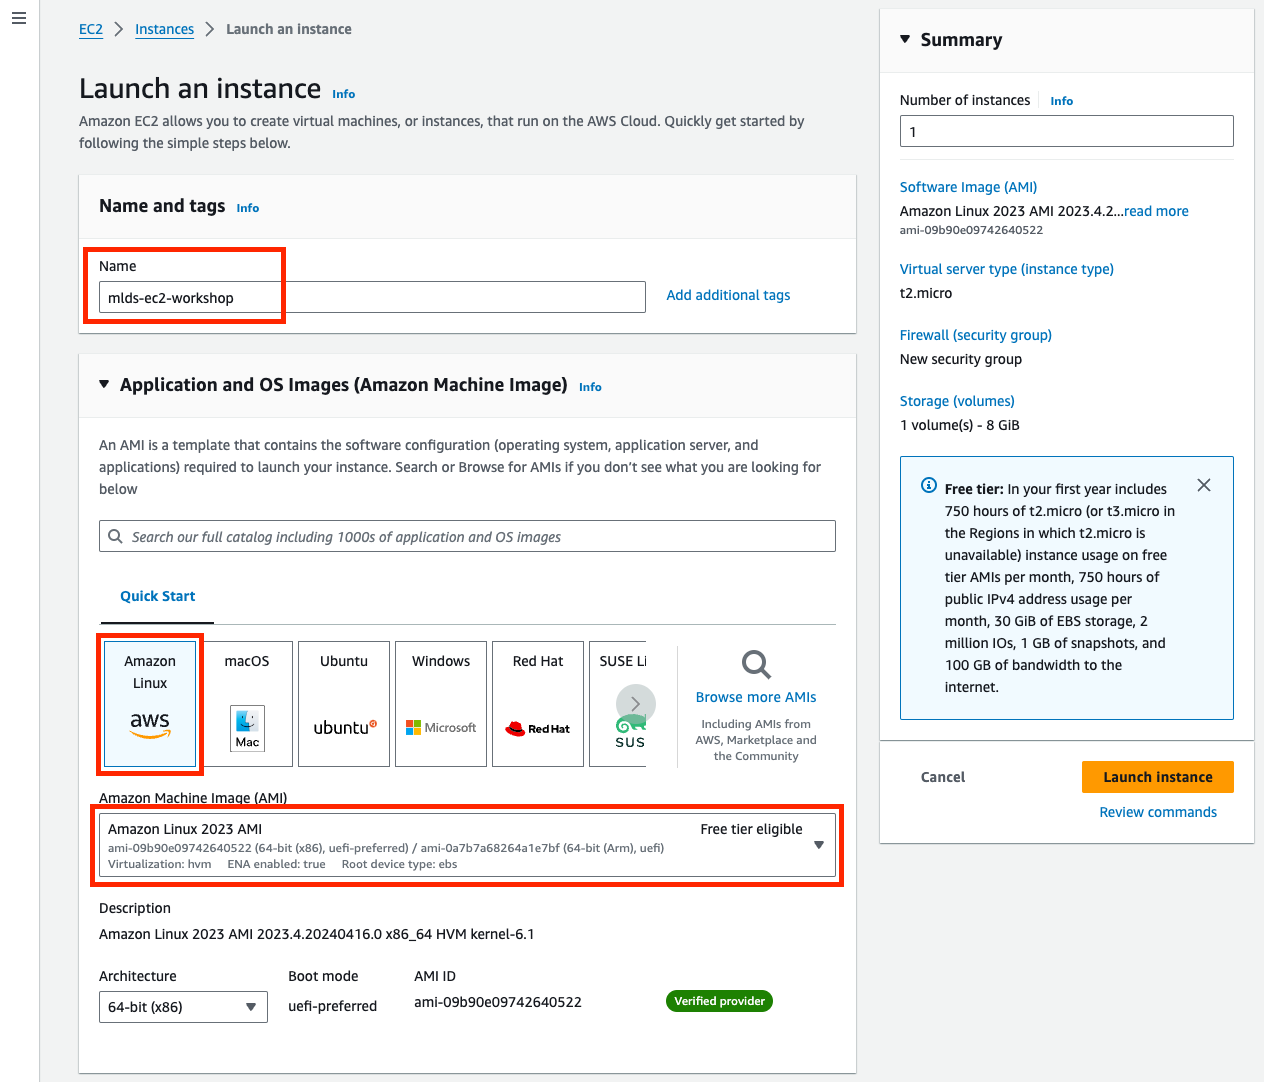 EC2 > Instances > Launch an instance
Launch an instance Info
Amazon EC2 allows you to create virtual machines, or instances, that run on the AWS Cloud. Quickly get started by
following the simple steps below.
Name and tags Info
Name
mlds-ec2-workshop
Add additional tags
Application and OS Images (Amazon Machine Image) Info
An AMI is a template that contains the software configuration (operating system, application server, and
applications) required to launch your instance. Search or Browse for AMIs if you don't see what you are looking for
below
Search our full catalog including 1000s of application and OS images
Quick Start
Amazon
Linux
aws
macOS
Mac
Ubuntu
ubuntu
Windows
Microsoft
Red Hat
Red Hat
SUSE Li
SUS
Browse more AMIs
Including AMIs from
AWS, Marketplace and
the Community
Amazon Machine Image (AMI)
Amazon Linux 2023 AMI
Free tier eligible
ami-09b90e09742640522 (64-bit (x86), uefi-preferred) / ami-0a7b7a68264a1e7bf (64-bit (Arm), uefi)
Virtualization: hvm ENA enabled: true Root device type: ebs
Description
Amazon Linux 2023 AMI 2023.4.20240416.0 x86_64 HVM kernel-6.1
Architecture
64-bit (x86)
Boot mode
uefi-preferred
AMI ID
ami-09b90e09742640522
Verified provider
Summary
Number of instances Info
1
Software Image (AMI)
Amazon Linux 2023 AMI 2023.4.2...read more
ami-09b90e09742640522
Virtual server type (instance type)
t2.micro
Firewall (security group)
New security group
Storage (volumes)
1 volume(s) - 8 GiB
Free tier: In your first year includes
750 hours of t2.micro (or t3.micro in
the Regions in which t2.micro is
unavailable) instance usage on free
tier AMIs per month, 750 hours of
public IPv4 address usage per
month, 30 GiB of EBS storage, 2
million IOs, 1 GB of snapshots, and
100 GB of bandwidth to the
internet.
Cancel
Launch instance
Review commands